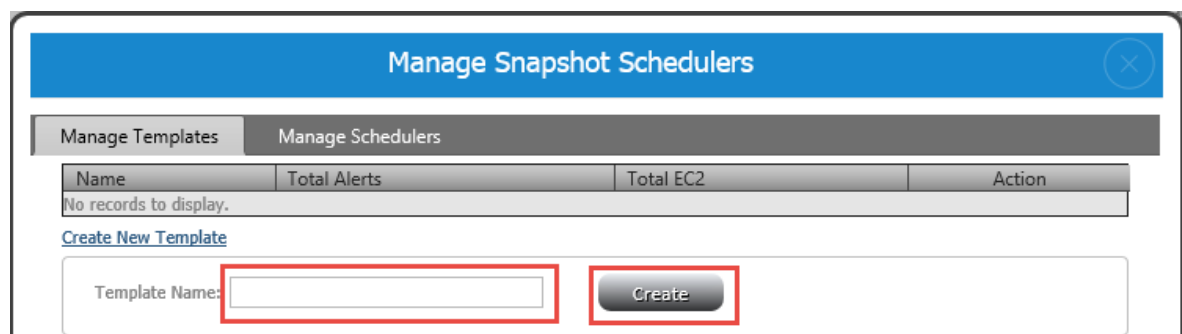 Manage Snapshot Schedulers
Manage Templates Manage Schedulers
Name Total Alerts Total EC2 Action
No records to display.
Create New Template
Template Name: Create